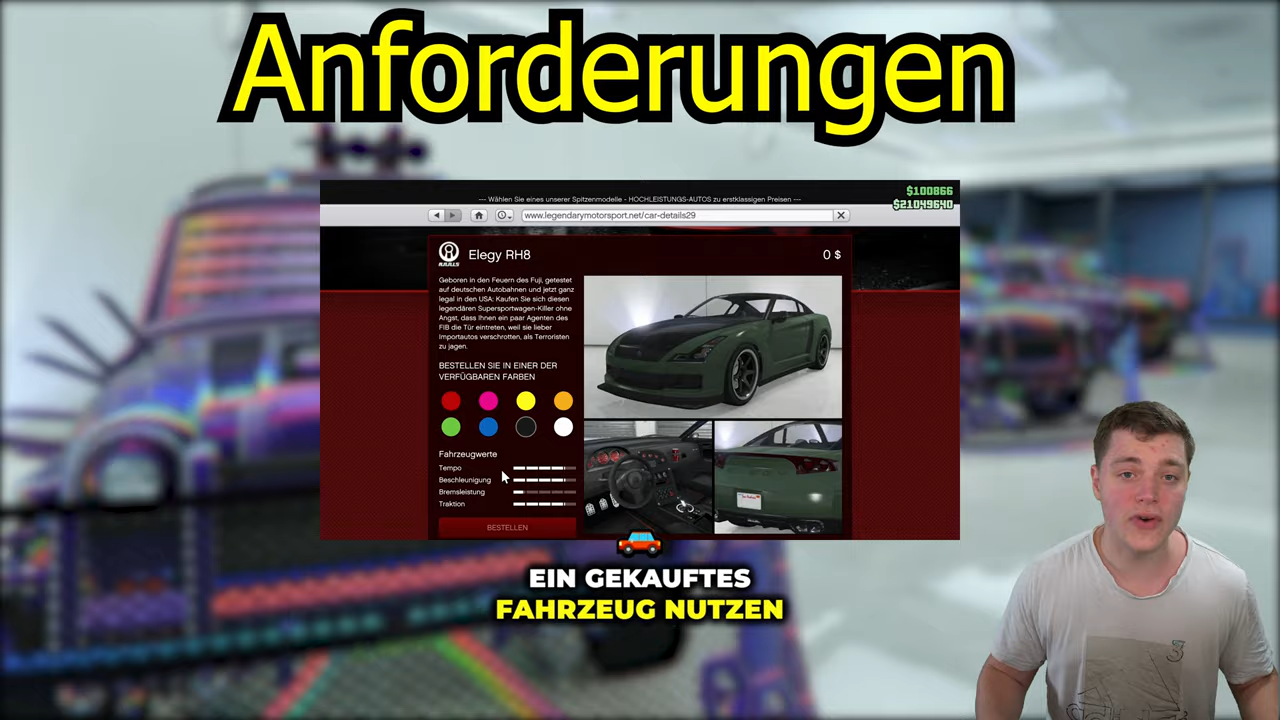 Anforderungen
$100866
--- Wählen Sie eines unserer Spitzenmodelle - HOCHLEISTUNGS-AUTOS zu erstklassigen Preisen ---
$21049640
www.legendarymotorsport.net/car-details29
Elegy RH8
0 $
Geboren in den Feuern des Fuji, getestet
auf deutschen Autobahnen und jetzt ganz
legal in den USA: Kaufen Sie sich diesen
legendären Supersportwagen-Killer ohne
Angst, dass Ihnen ein paar Agenten des
FIB die Tür eintreten, weil sie lieber
Importautos verschrotten, als Terroristen
zu jagen.
BESTELLEN SIE IN EINER DER
VERFÜGBAREN FARBEN
Fahrzeugwerte
Tempo
Beschleunigung
Bremsleistung
Traktion
BESTELLEN
EIN GEKAUFTES
FAHRZEUG NUTZEN
3